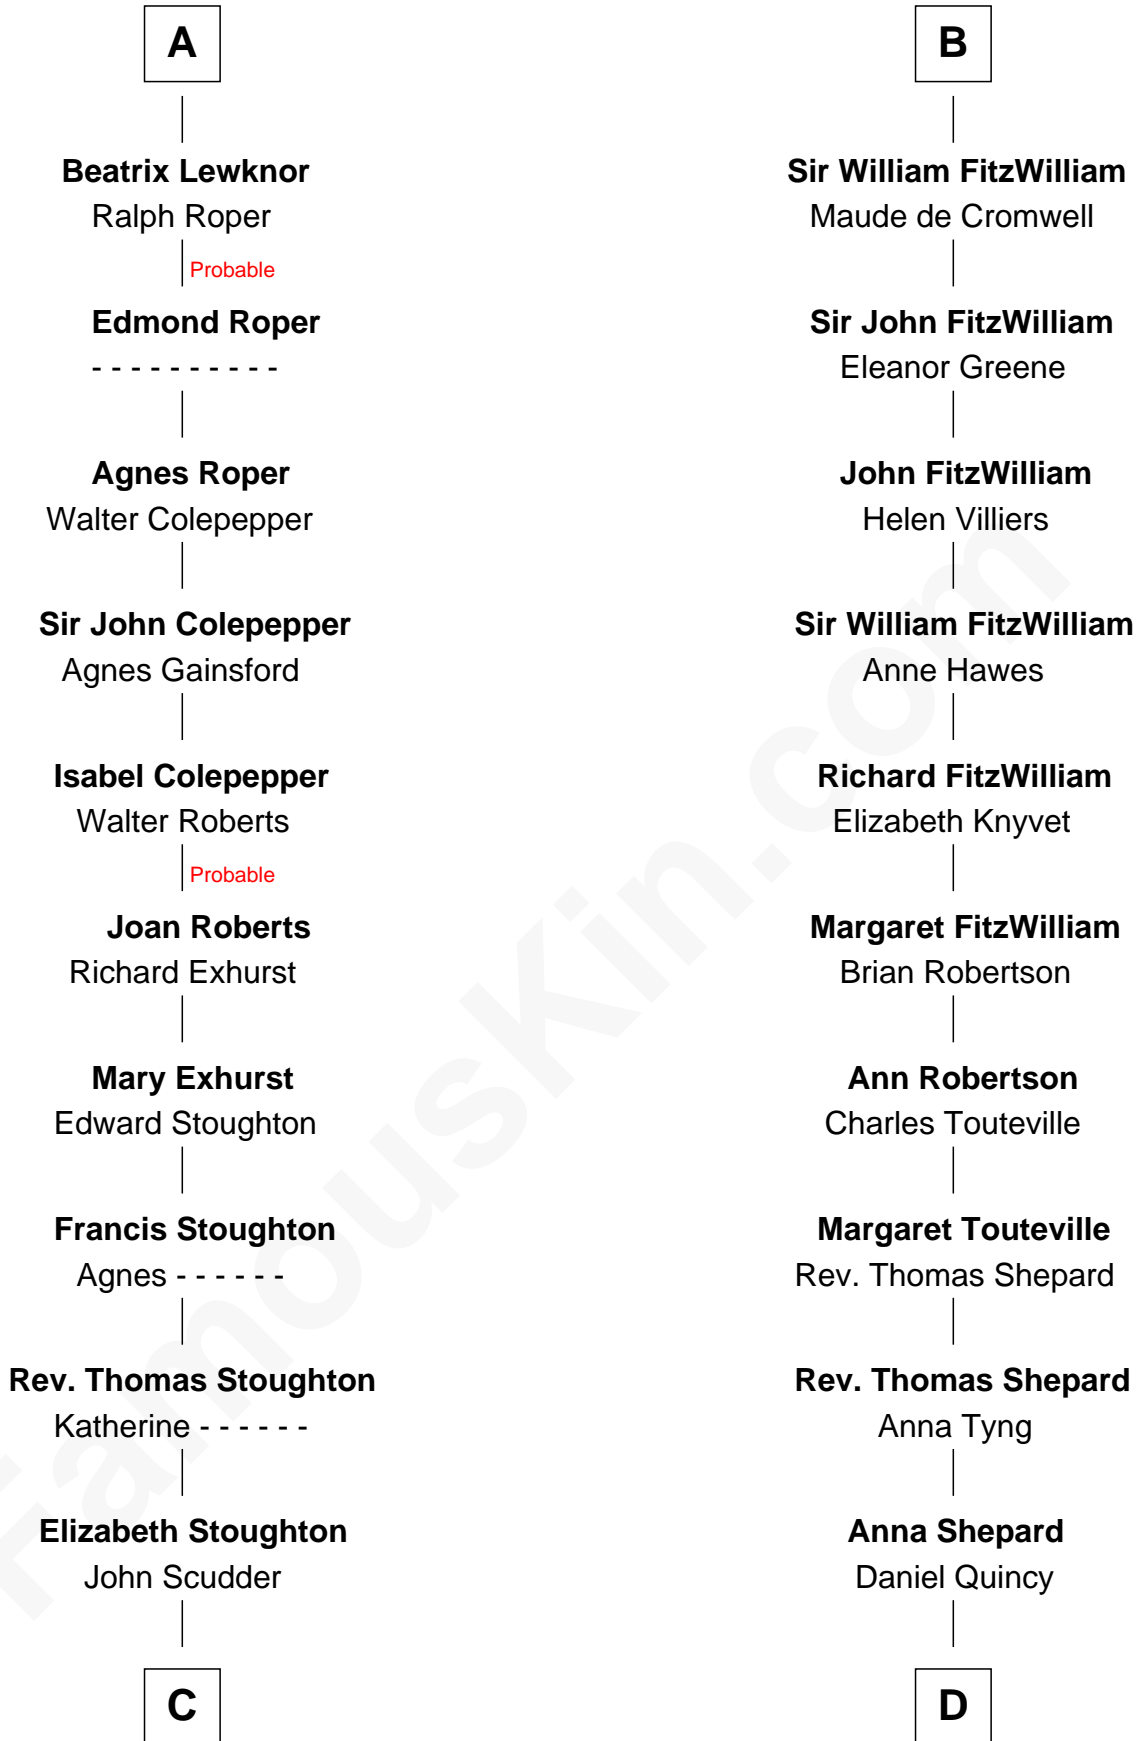 A
Beatrix Lewknor
Ralph Roper
Probable
Edmond Roper
- - - - - - - - - -
Agnes Roper
Walter Colepepper
Sir John Colepepper
Agnes Gainsford
Isabel Colepepper
Walter Roberts
Probable
Joan Roberts
Richard Exhurst
Mary Exhurst
Edward Stoughton
Francis Stoughton
Agnes - - - - - -
Rev. Thomas Stoughton
Katherine - - - - - -
Elizabeth Stoughton
John Scudder
C
B
Sir William FitzWilliam
Maude de Cromwell
Sir John FitzWilliam
Eleanor Greene
John FitzWilliam
Helen Villiers
Sir William FitzWilliam
Anne Hawes
Richard FitzWilliam
Elizabeth Knyvet
Margaret FitzWilliam
Brian Robertson
Ann Robertson
Charles Touteville
Margaret Touteville
Rev. Thomas Shepard
Rev. Thomas Shepard
Anna Tyng
Anna Shepard
Daniel Quincy
D
FamousKin.com